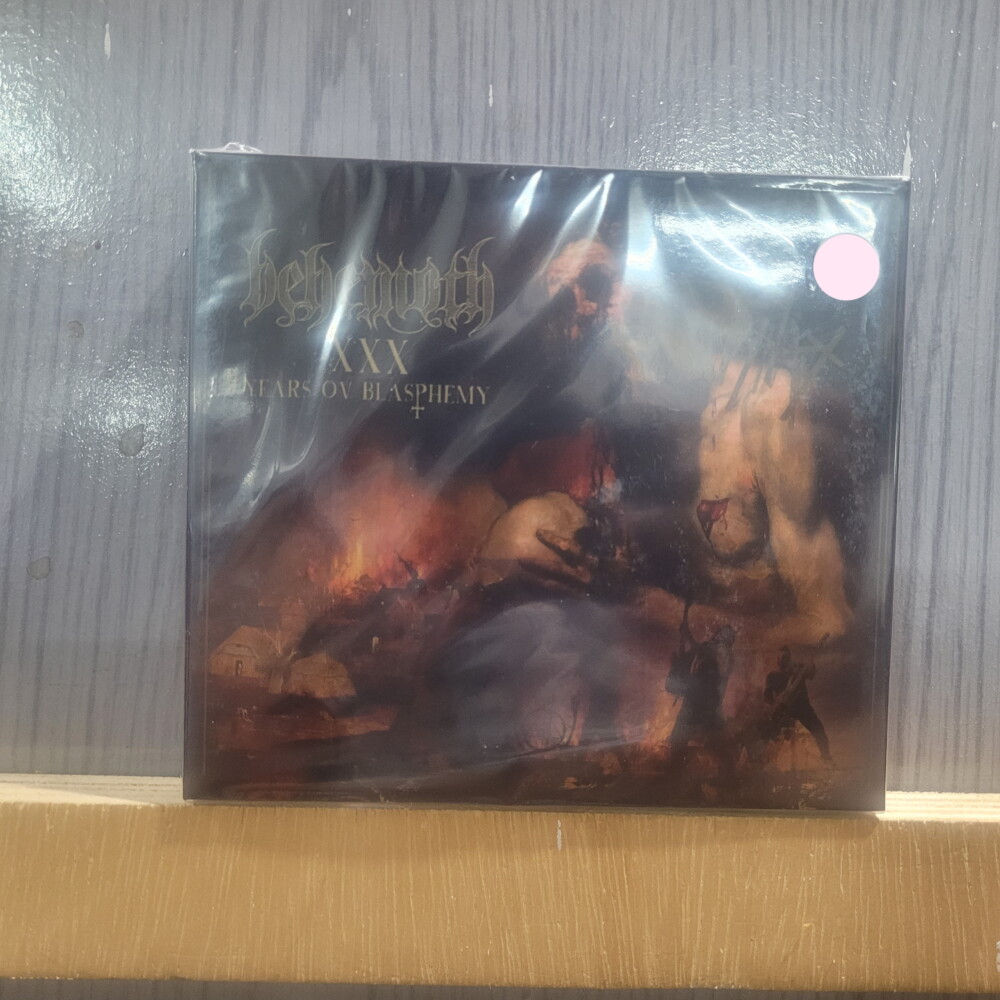 behemoth
XXX
YEARS OV BLASPHEMY